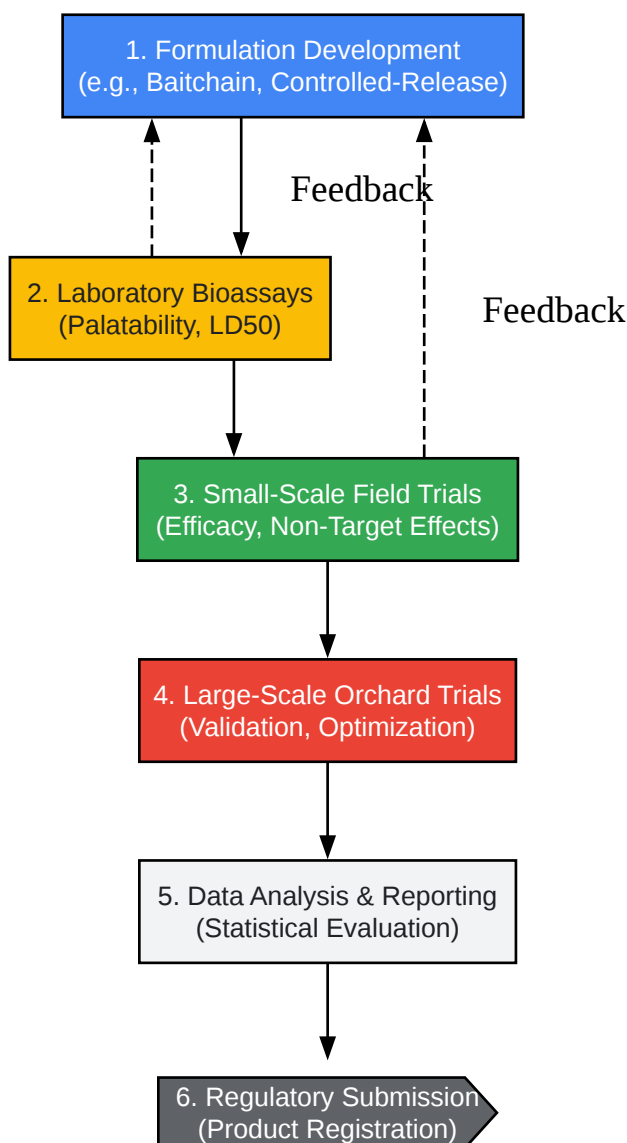 1. Formulation Development
(e.g., Baitchain, Controlled-Release)
Feedback
2. Laboratory Bioassays
(Palatability, LD50)
Feedback
3. Small-Scale Field Trials
(Efficacy, Non-Target Effects)
4. Large-Scale Orchard Trials
(Validation, Optimization)
5. Data Analysis & Reporting
(Statistical Evaluation)
6. Regulatory Submission
(Product Registration)